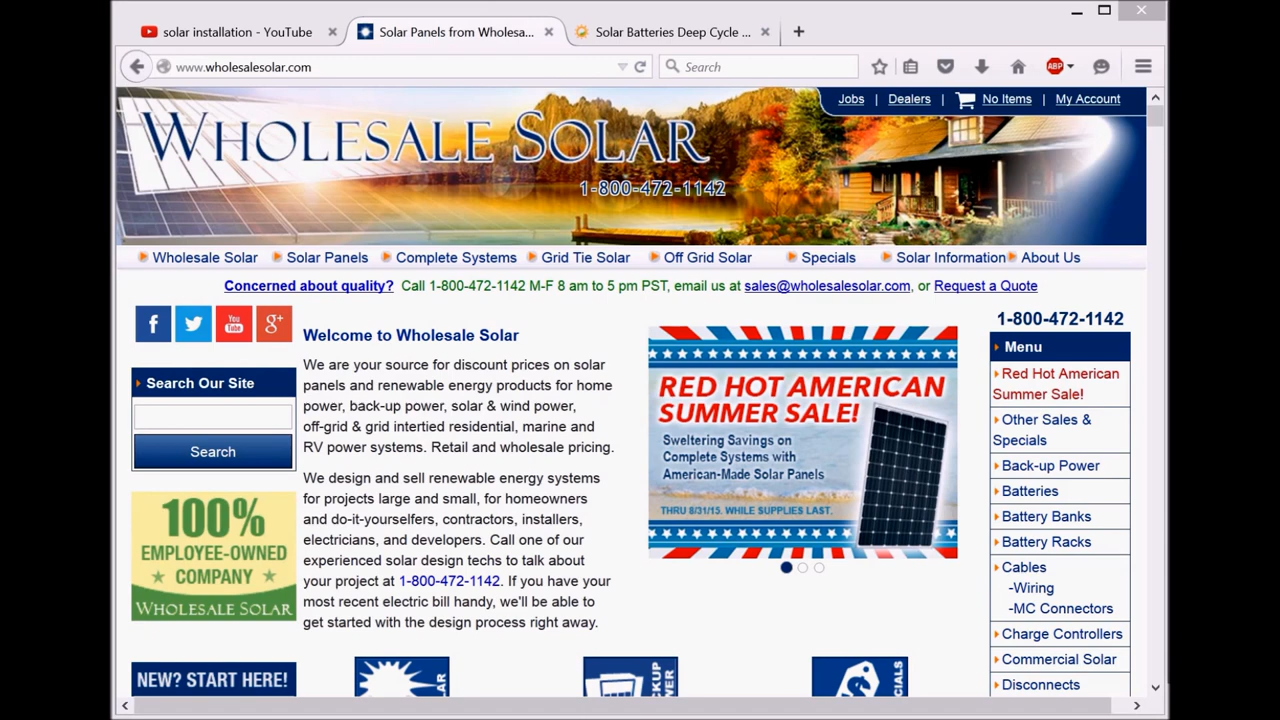 solar installation - YouTube
Solar Panels from Wholesa...
Solar Batteries Deep Cycle ...
www.wholesalesolar.com
Search
ABP
Jobs | Dealers | No Items | My Account
WHOLESALE SOLAR
1-800-472-1142
Wholesale Solar
Solar Panels
Complete Systems
Grid Tie Solar
Off Grid Solar
Specials
Solar Information
About Us
Concerned about quality? Call 1-800-472-1142 M-F 8 am to 5 pm PST, email us at sales@wholesalesolar.com, or Request a Quote
f
You
Tube
g+
Search Our Site
Search
100%
EMPLOYEE-OWNED
COMPANY
WHOLESALE SOLAR
NEW? START HERE!
Welcome to Wholesale Solar
We are your source for discount prices on solar
panels and renewable energy products for home
power, back-up power, solar & wind power,
off-grid & grid intertied residential, marine and
RV power systems. Retail and wholesale pricing.
We design and sell renewable energy systems
for projects large and small, for homeowners
and do-it-yourselfers, contractors, installers,
electricians, and developers. Call one of our
experienced solar design techs to talk about
your project at 1-800-472-1142. If you have your
most recent electric bill handy, we'll be able to
get started with the design process right away.
RED HOT AMERICAN
SUMMER SALE!
Sweltering Savings on
Complete Systems with
American-Made Solar Panels
THRU 8/31/15. WHILE SUPPLIES LAST.
1-800-472-1142
Menu
Red Hot American
Summer Sale!
Other Sales &
Specials
Back-up Power
Batteries
Battery Banks
Battery Racks
Cables
-Wiring
-MC Connectors
Charge Controllers
Commercial Solar
Disconnects